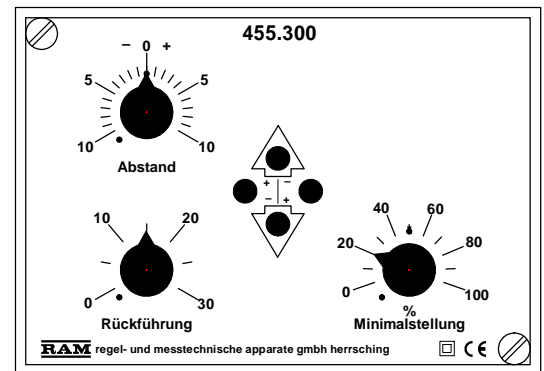 455.300
− 0 +
5 5
10 10
Abstand
+ −
− +
10 20
0 30
Rückführung
40 60
20 80
0 100
%
Minimalstellung
RAM regel- und messtechnische apparate gmbh herrsching CE